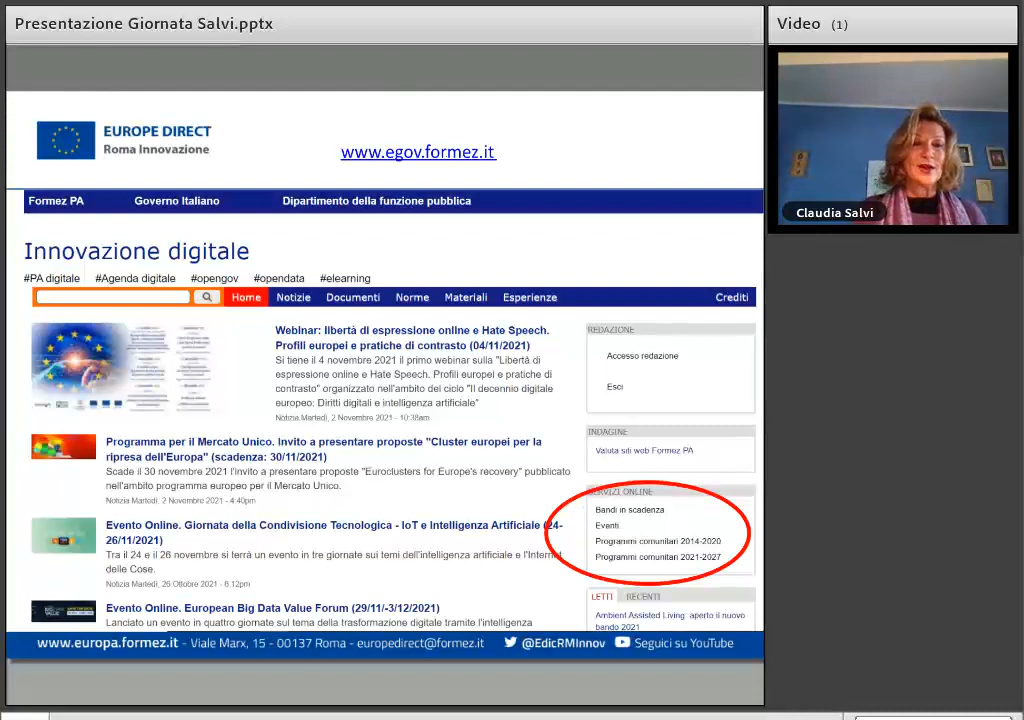 Presentazione Giornata Salvi.pptx
Video (1)
Claudia Salvi
EUROPE DIRECT
Roma Innovazione
www.egov.formez.it
Formez PA Governo Italiano Dipartimento della funzione pubblica
Innovazione digitale
#PA digitale #Agenda digitale #opengov #opendata #elearning
Home Notizie Documenti Norme Materiali Esperienze Crediti
Webinar: libertà di espressione online e Hate Speech.
Profili europei e pratiche di contrasto (04/11/2021)
Si tiene il 4 novembre 2021 il primo webinar sulla "Libertà di
espressione online e Hate Speech. Profili europei e pratiche di
contrasto" organizzato nell'ambito del ciclo "Il decennio digitale
europeo: Diritti digitali e intelligenza artificiale"
Notizia Martedì, 2 Novembre 2021 - 10:38am
Programma per il Mercato Unico. Invito a presentare proposte "Cluster europei per la
ripresa dell'Europa" (scadenza: 30/11/2021)
Scade il 30 novembre 2021 l'invito a presentare proposte "Euroclusters for Europe's recovery" pubblicato
nell'ambito del programma europeo per il Mercato Unico.
Notizia Martedì, 2 Novembre 2021 - 4:40pm
Evento Online. Giornata della Condivisione Tecnologica - IoT e Intelligenza Artificiale (24-
26/11/2021)
Tra il 24 e il 26 novembre si terrà un evento in tre giornate sui temi dell'intelligenza artificiale e l'Internet
delle Cose.
Notizia Martedì, 26 Ottobre 2021 - 6:12pm
Evento Online. European Big Data Value Forum (29/11/-3/12/2021)
Lanciato un evento in quattro giornate sul tema della trasformazione digitale tramite l'intelligenza
REDAZIONE
Accesso redazione
Esci
INDAGINE
Valuta siti web Formez PA
SERVIZI ONLINE
Bandi in scadenza
Eventi
Programmi comunitari 2014-2020
Programmi comunitari 2021-2027
LETTI RECENTI
Ambient Assisted Living: aperto il nuovo
bando 2021
www.europa.formez.it - Viale Marx, 15 - 00137 Roma - europedirect@formez.it @EdicRMInnov Seguici su YouTube